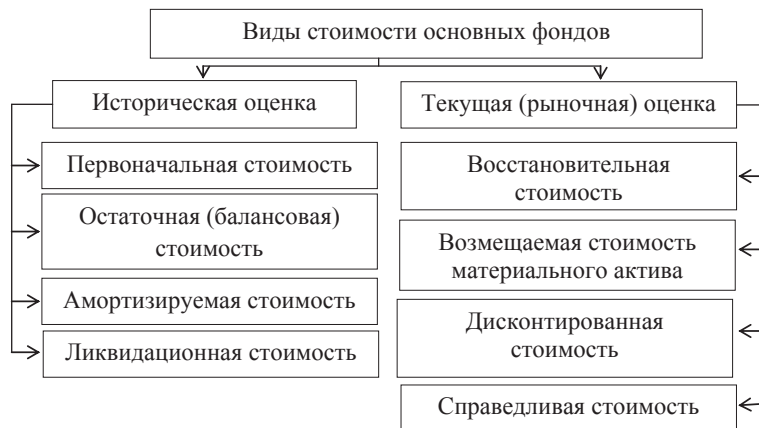 Виды стоимости основных фондов
Историческая оценка
Текущая (рыночная) оценка
Первоначальная стоимость
Остаточная (балансовая)
стоимость
Амортизируемая стоимость
Ликвидационная стоимость
Восстановительная
стоимость
Возмещаемая стоимость
материального актива
Дисконтированная
стоимость
Справедливая стоимость